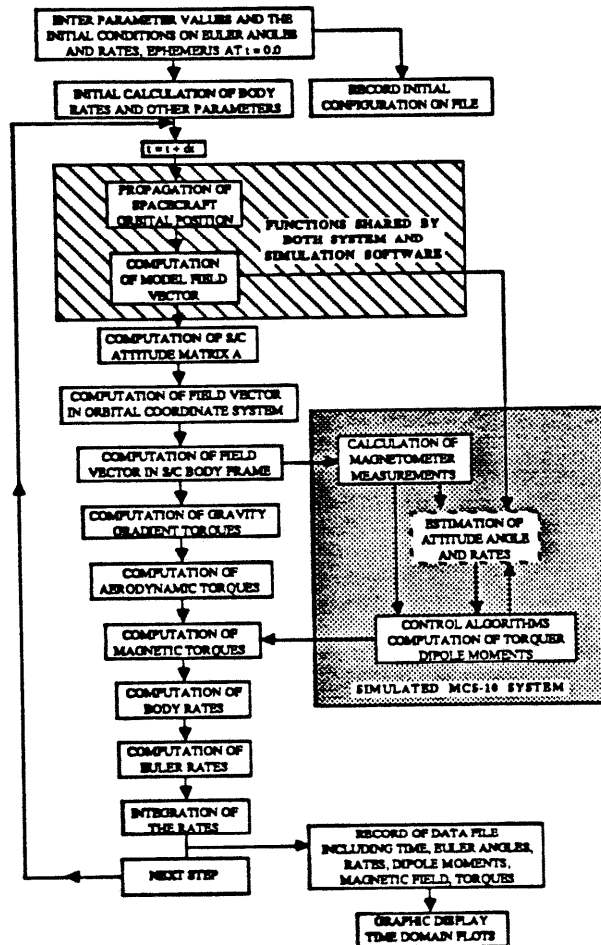 ENTER PARAMETER VALUES AND THE
INITIAL CONDITIONS ON EULER ANGLES
AND RATES, EPHEMERIS AT t = 0.0
INITIAL CALCULATION OF BODY
RATES AND OTHER PARAMETERS
RECORD INITIAL
CONFIGURATION ON FILE
t = t + dt
PROPAGATION OF
SPACECRAFT
ORBITAL POSITION
FUNCTIONS SHARED BY
BOTH SYSTEM AND
SIMULATION SOFTWARE
COMPUTATION
OF MODEL FIELD
VECTOR
COMPUTATION OF S/C
ATTITUDE MATRIX A
COMPUTATION OF FIELD VECTOR
IN ORBITAL COORDINATE SYSTEM
COMPUTATION OF FIELD
VECTOR IN S/C BODY FRAME
CALCULATION OF
MAGNETOMETER
MEASUREMENTS
COMPUTATION OF GRAVITY
GRADIENT TORQUES
ESTIMATION OF
ATTITUDE ANGLE
AND RATES
COMPUTATION OF
AERODYNAMIC TORQUES
COMPUTATION OF
MAGNETIC TORQUES
CONTROL ALGORITHMS
COMPUTATION OF TORQUER
DIPOLE MOMENTS
SIMULATED MCS-10 SYSTEM
COMPUTATION OF
BODY RATES
COMPUTATION OF
EULER RATES
INTEGRATION OF
THE RATES
RECORD OF DATA FILE
INCLUDING TIME, EULER ANGLES,
RATES, DIPOLE MOMENTS,
MAGNETIC FIELD, TORQUES
NEXT STEP
GRAPHIC DISPLAY
TIME DOMAIN PLOTS